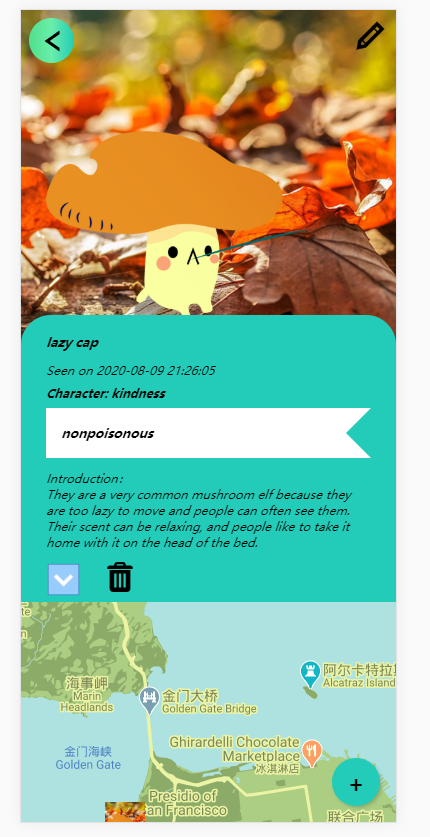 lazy cap
Seen on 2020-08-09 21:26:05
Character: kindness
nonpoisonous
Introduction:
They are a very common mushroom elf because they
are too lazy to move and people can often see them.
Their scent can be relaxing, and people like to take it
home with it on the head of the bed.
te
阿尔卡特拉
Alcatraz Island
海事岬
Marin
Headlands
金门大桥
Golden Gate Bridge
金门海峡
Golden Gate
Ghirardelli Chocolate
Marketplace
冰淇淋店
+
Presidio of
an Francisco
联合广场